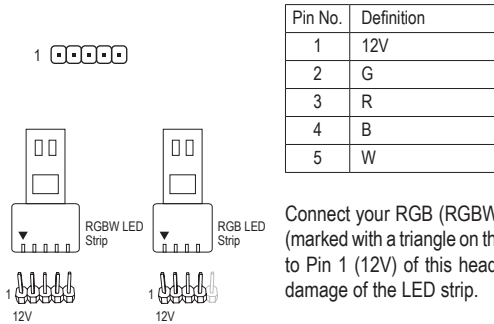 Pin No. Definition
1 12V
2 G
3 R
4 B
5 W
1
RGBW LED
Strip
RGB LED
Strip
1
12V
1
12V
Connect your RGB (RGBW
(marked with a triangle on th
to Pin 1 (12V) of this head
damage of the LED strip.